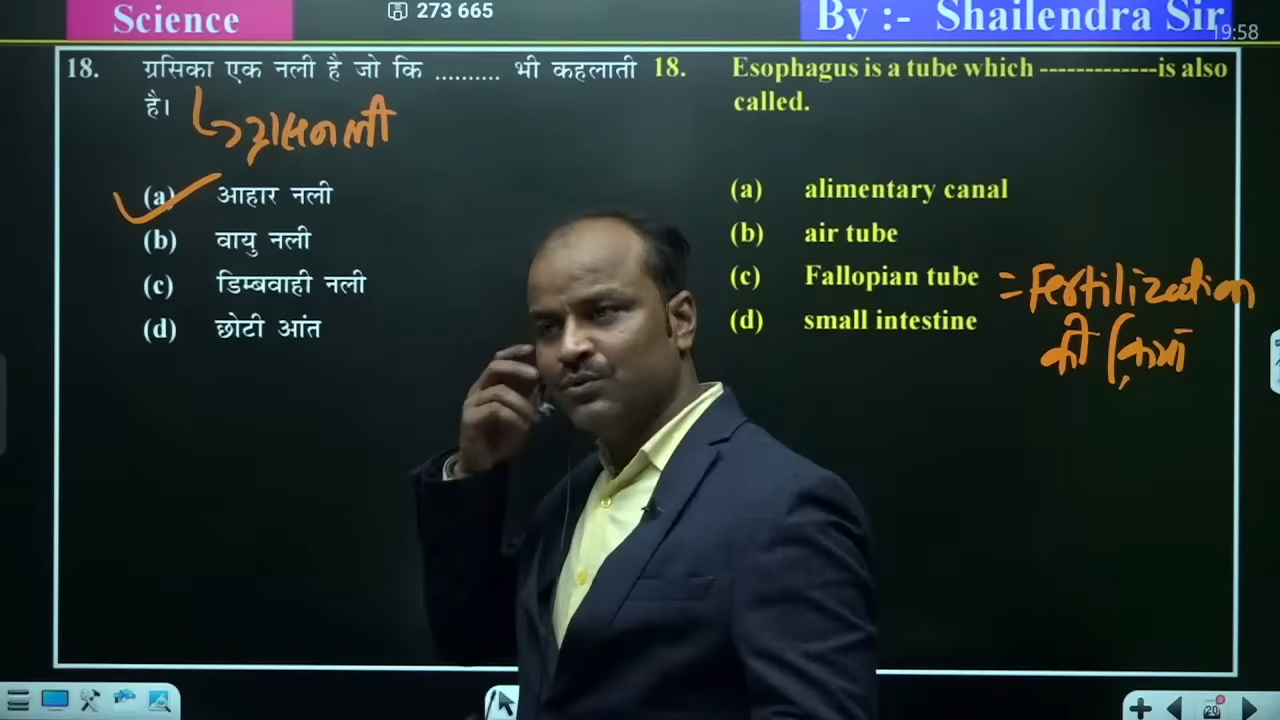 Science
273 665
By :- Shailendra Sir
19:58
18. ग्रसिका एक नली है जो कि .......... भी कहलाती है।
ग्रासनली
(a) आहार नली
(b) वायु नली
(c) डिम्बवाही नली
(d) छोटी आंत
18. Esophagus is a tube which -------------is also
called.
(a) alimentary canal
(b) air tube
(c) Fallopian tube = Fertilization
की क्रिया
(d) small intestine
20